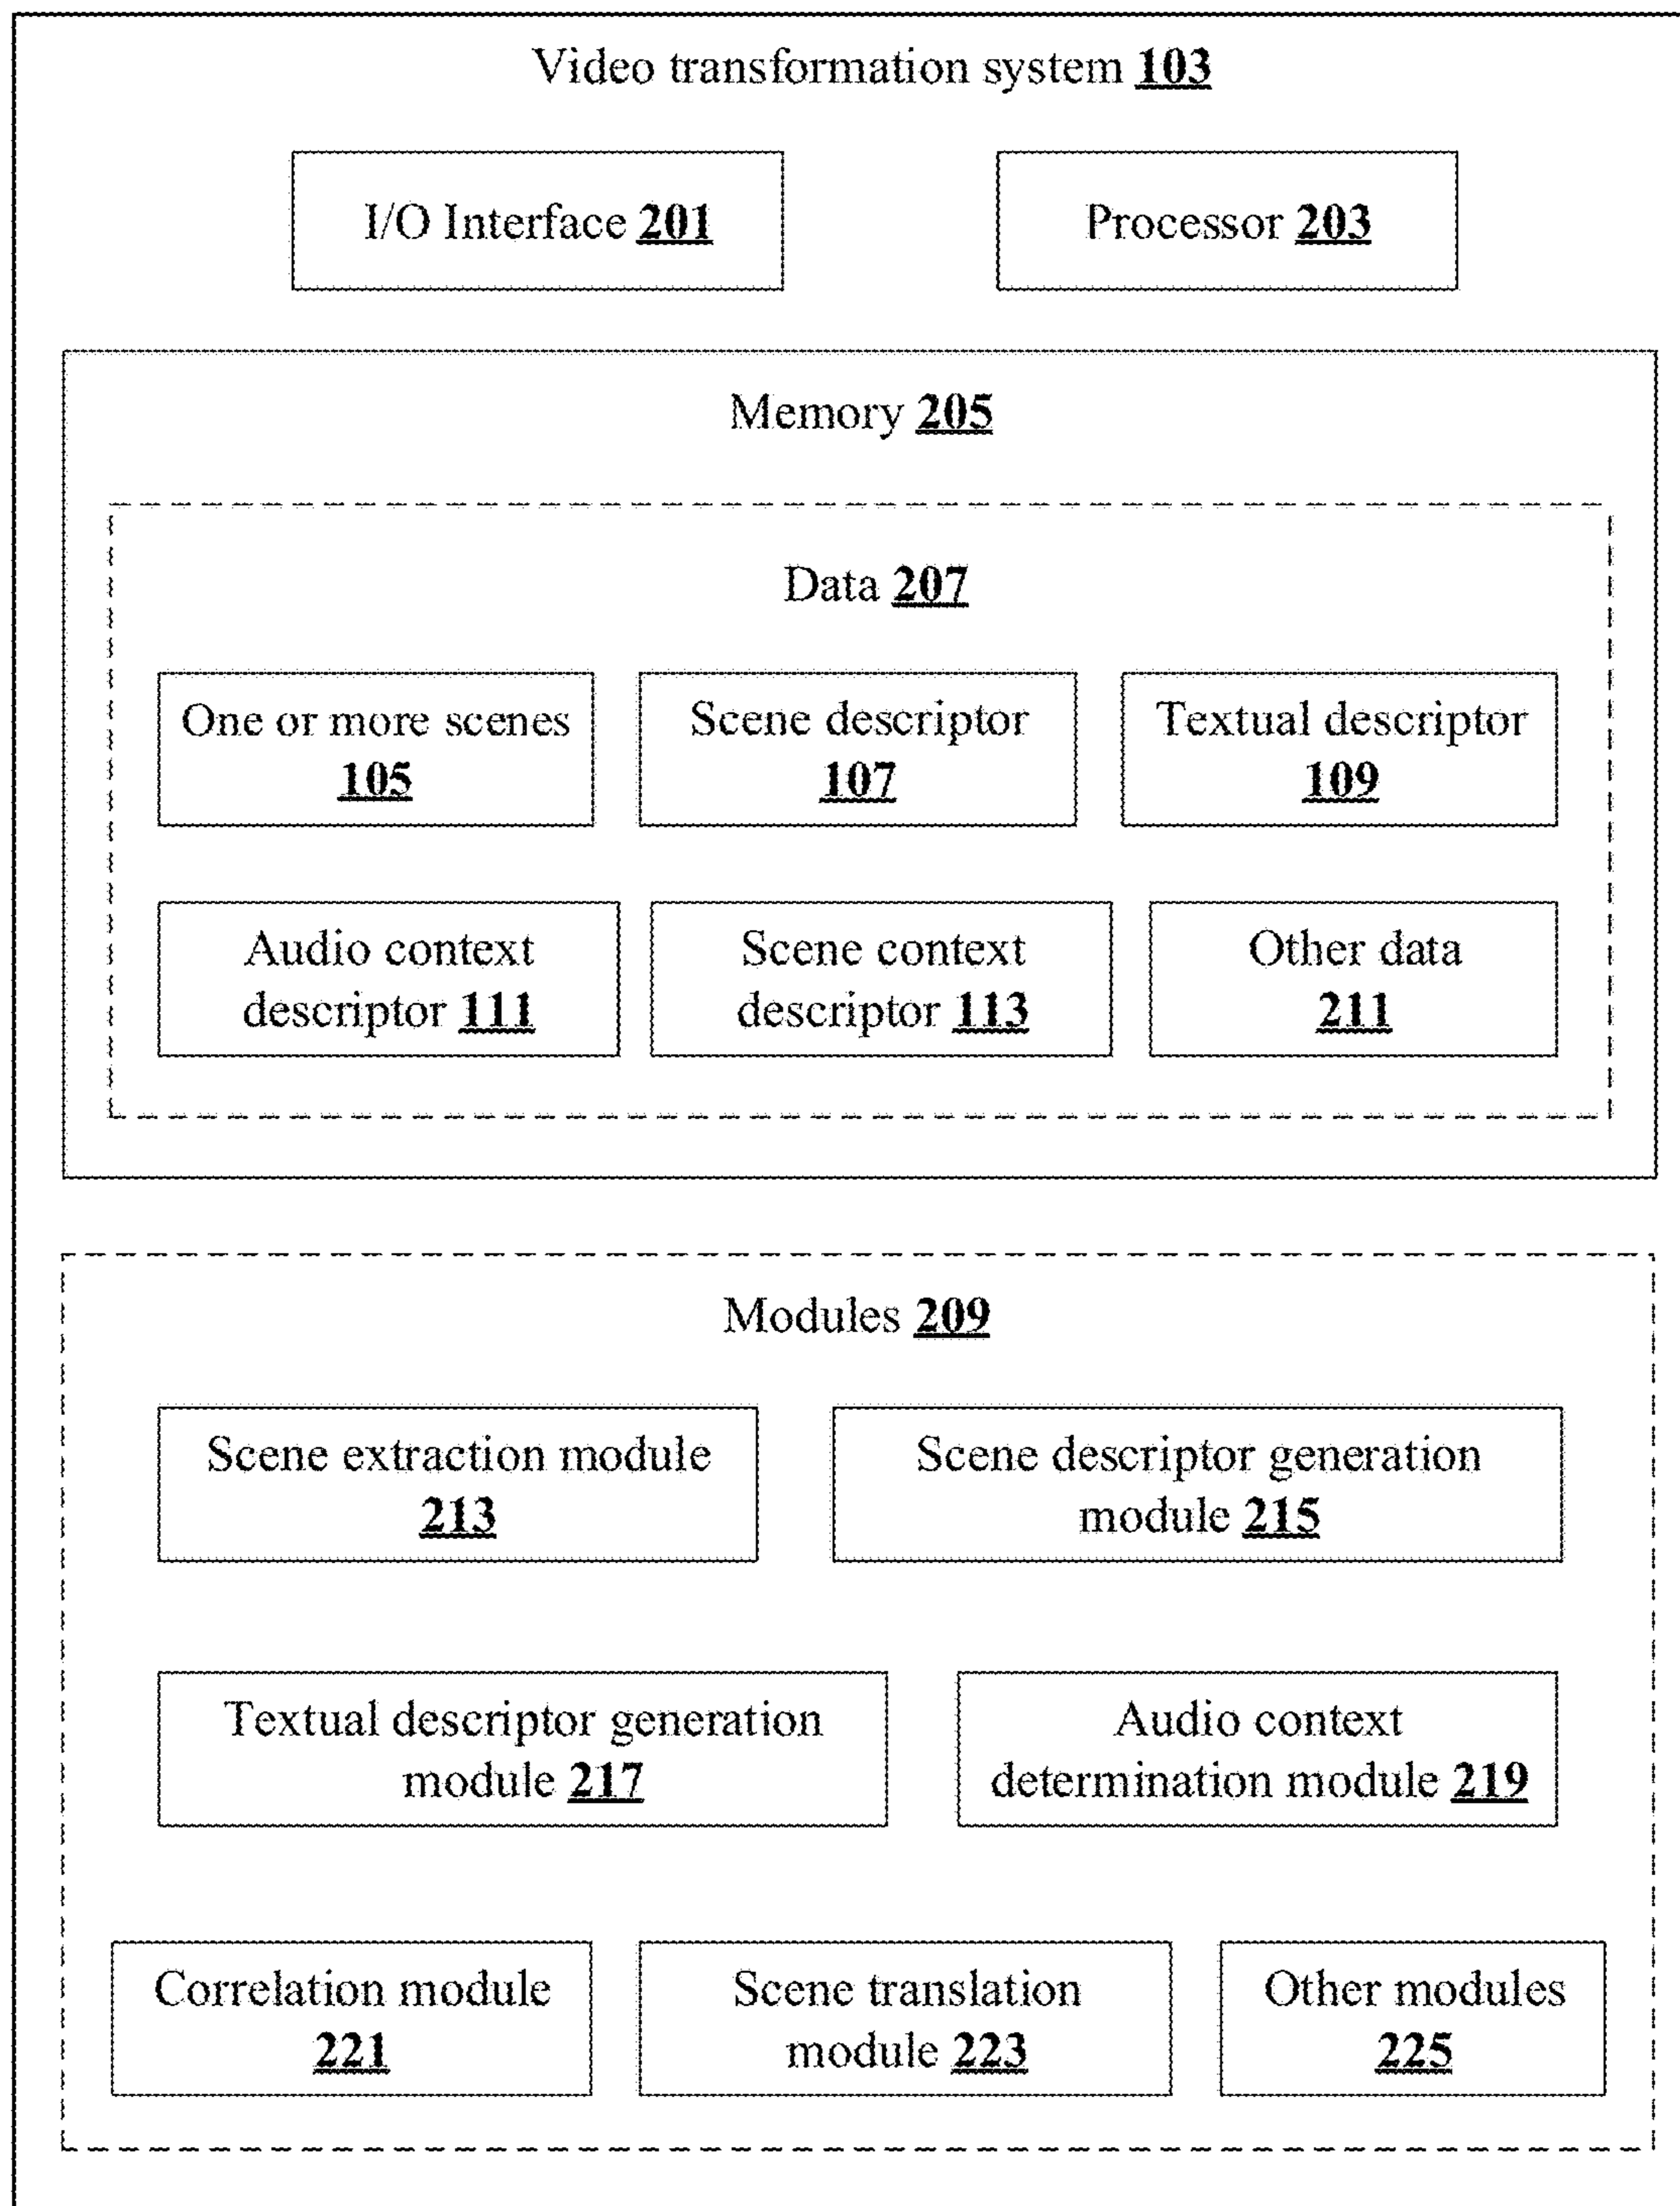 Video transformation system 103
I/O Interface 201
Processor 203
Memory 205
Data 207
One or more scenes
105
Scene descriptor
107
Textual descriptor
109
Audio context
descriptor 111
Scene context
descriptor 113
Other data
211
Modules 209
Scene extraction module
213
Scene descriptor generation
module 215
Textual descriptor generation
module 217
Audio context
determination module 219
Correlation module
221
Scene translation
module 223
Other modules
225